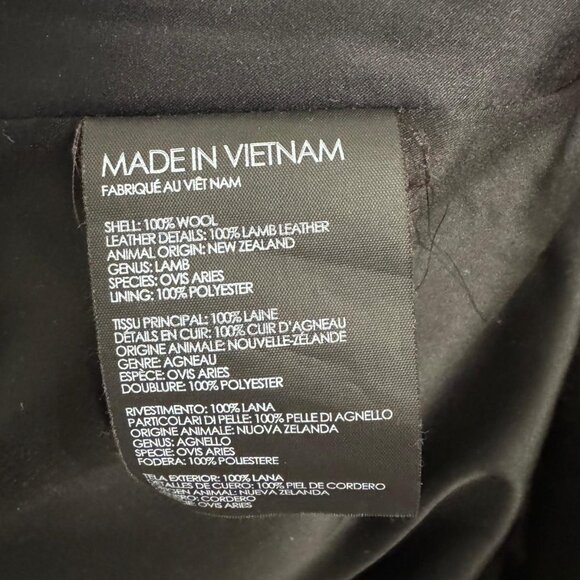 MADE IN VIETNAM
FABRIQUÉ AU VIÊT NAM
SHELL: 100% WOOL
LEATHER DETAILS: 100% LAMB LEATHER
ANIMAL ORIGIN: NEW ZEALAND
GENUS: LAMB
SPECIES: OVIS ARIES
LINING: 100% POLYESTER
TISSU PRINCIPAL: 100% LAINE
DÉTAILS EN CUIR: 100% CUIR D'AGNEAU
ORIGINE ANIMALE: NOUVELLE-ZÉLANDE
GENRE: AGNEAU
ESPÈCE: OVIS ARIES
DOUBLURE: 100% POLYESTER
RIVESTIMENTO: 100% LANA
PARTICOLARI DI PELLE: 100% PELLE DI AGNELLO
ORIGINE ANIMALE: NUOVA ZELANDA
GENUS: AGNELLO
SPECIE: OVIS ARIES
FODERA: 100% POLIESTERE
EXTERIOR: 100% LANA
DE CUERO: 100% PIEL DE CORDERO
ANIMAL: NUEVA ZELANDA
CORDERO
OVIS ARIES